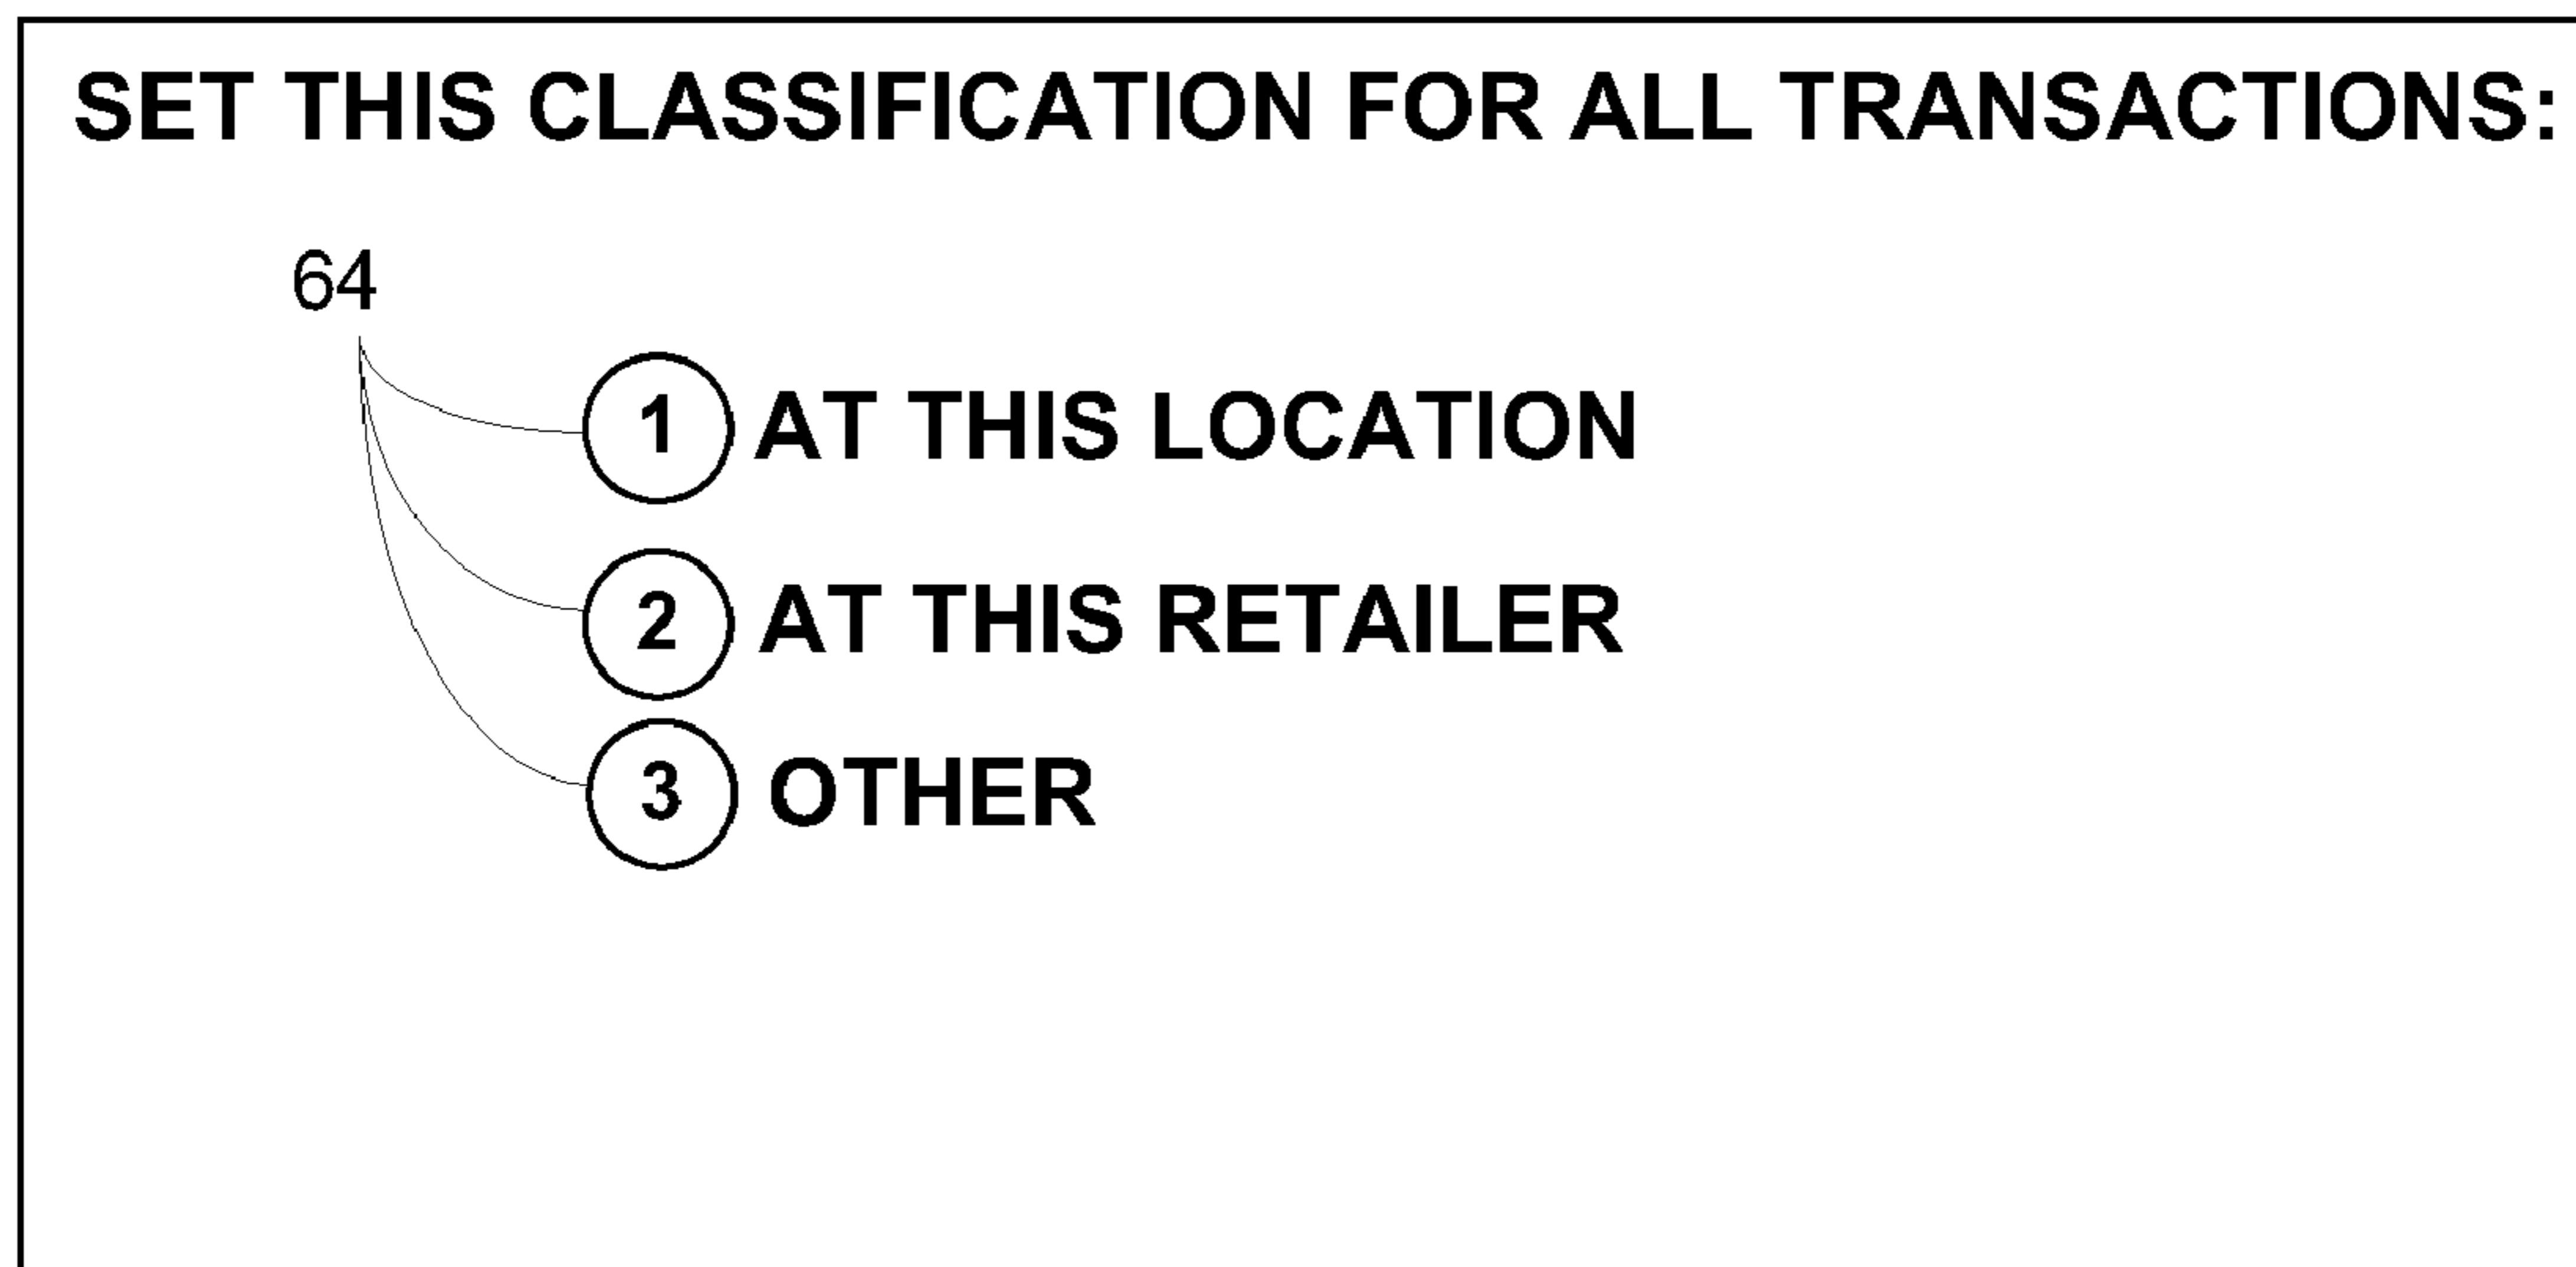 SET THIS CLASSIFICATION FOR ALL TRANSACTIONS:
64
1 AT THIS LOCATION
2 AT THIS RETAILER
3 OTHER